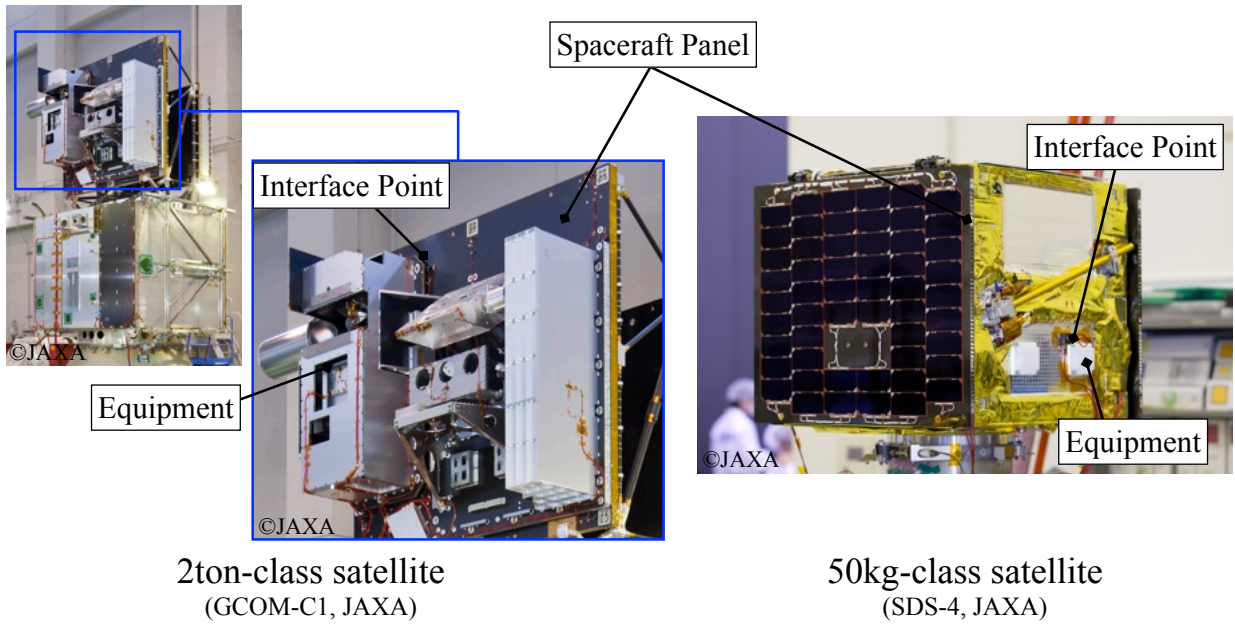 Spaceraft Panel
Interface Point
Interface Point
Equipment
Equipment
©JAXA
©JAXA
©JAXA
2ton-class satellite
(GCOM-C1, JAXA)
50kg-class satellite
(SDS-4, JAXA)